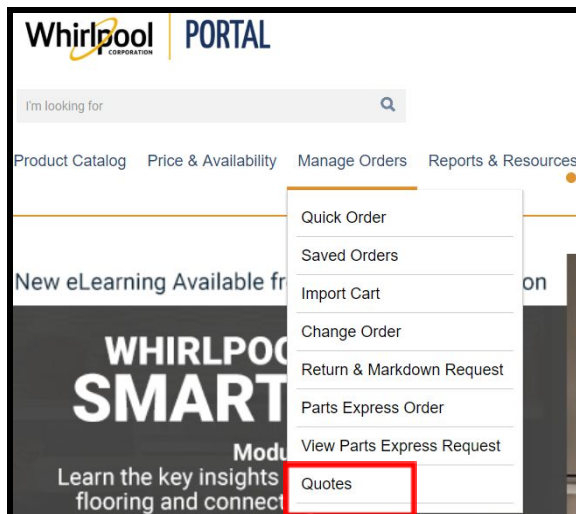 Whirlpool
CORPORATION
PORTAL
I'm looking for
Product Catalog Price & Availability Manage Orders Reports & Resources
Quick Order
Saved Orders
Import Cart
Change Order
Return & Markdown Request
Parts Express Order
View Parts Express Request
Quotes
New eLearning Available on
WHIRLPOO
SMART
Modu
Learn the key insights
flooring and connect